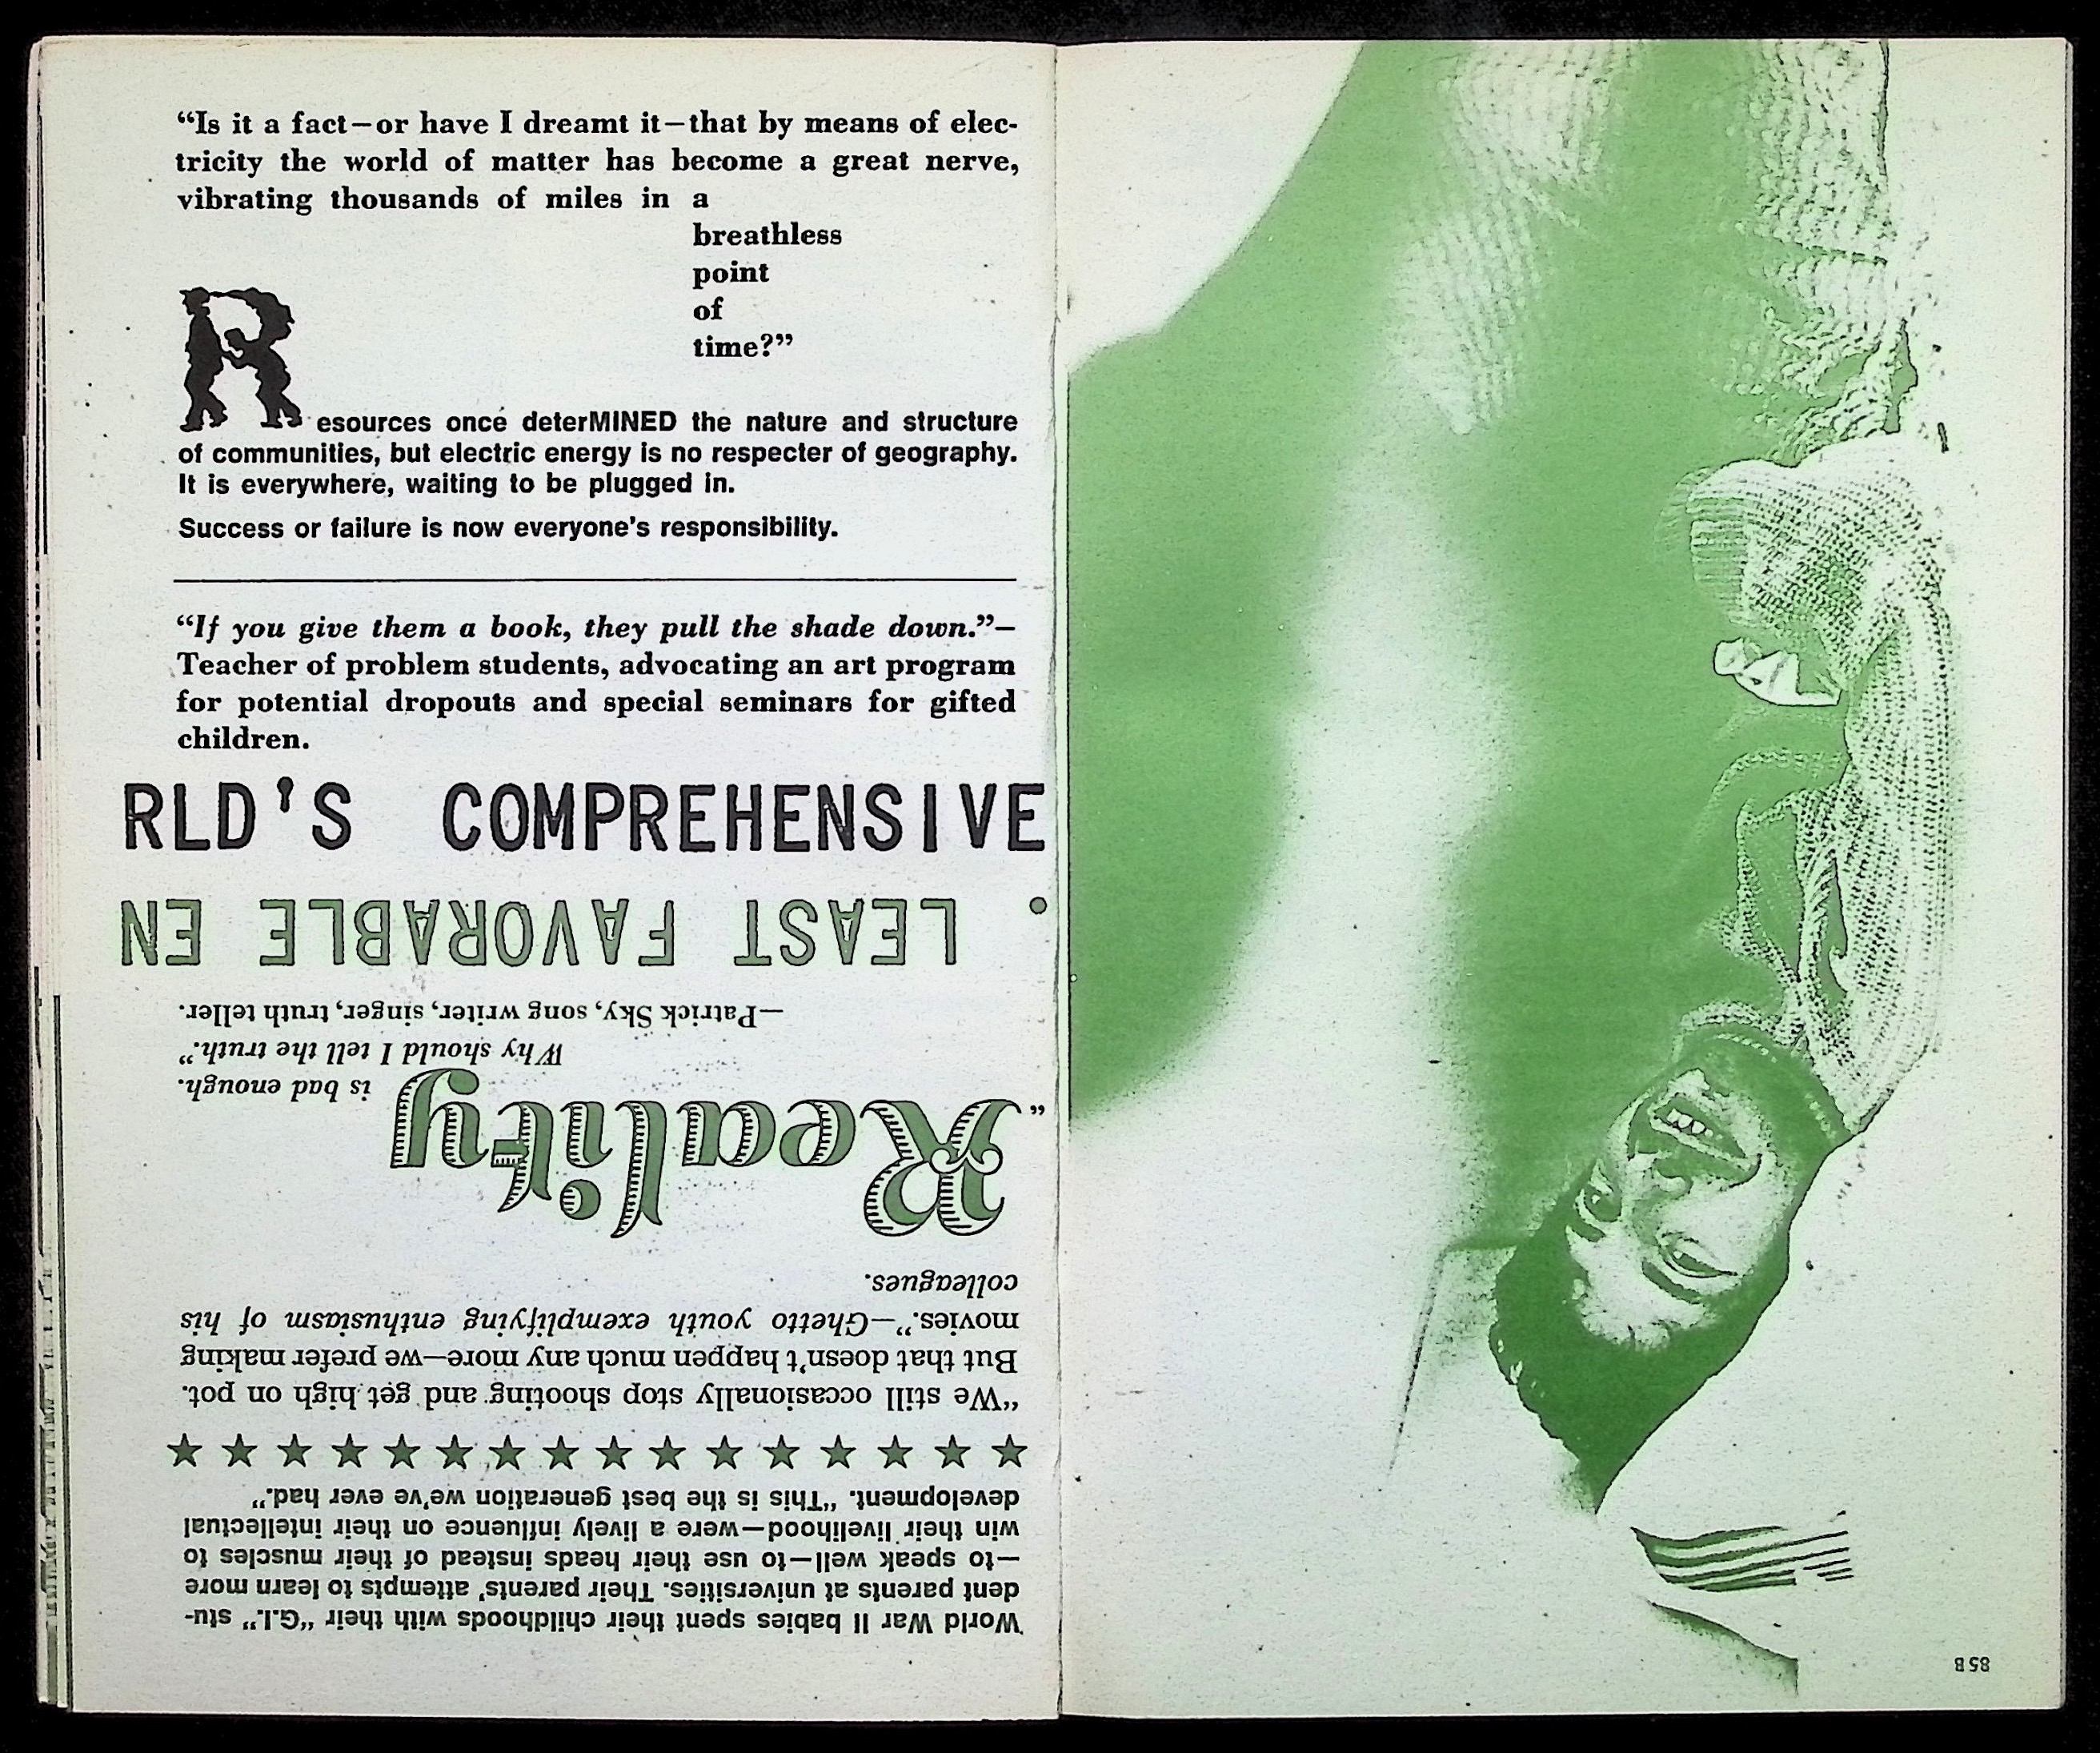 “Is it a fact—or have I dreamt it—that by means of elec-
tricity the world of matter has become a great nerve,
vibrating thousands of miles in a
breathless
point
of
time?”
Resources once deterMINED the nature and structure
of communities, but electric energy is no respecter of geography.
It is everywhere, waiting to be plugged in.
Success or failure is now everyone's responsibility.
“If you give them a book, they pull the shade down.”—
Teacher of problem students, advocating an art program
for potential dropouts and special seminars for gifted
children.
RLD'S COMPREHENSIVE
World War II babies spent their childhoods with their “G.I.” stu-
dent parents at universities. Their parents' attempts to learn more
—to speak well—to use their heads instead of their muscles to
win their livelihood—were a lively influence on their intellectual
development. “This is the best generation we've ever had.”
“We still occasionally stop shooting and get high on pot.
But that doesn't happen much any more—we prefer making
movies.”—Ghetto youth exemplifying enthusiasm of his
colleagues.
“Reality is bad enough.
Why should I tell the truth.”
—Patrick Sky, song writer, singer, truth teller.
. LEAST FAVORABLE EN
85 B